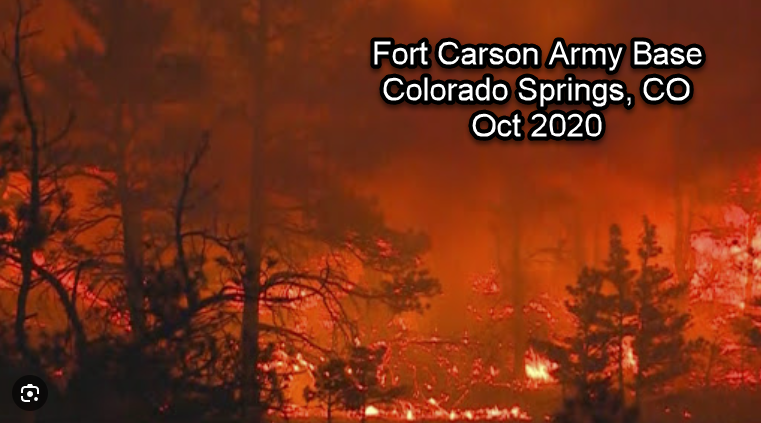 Fort Carson Army Base
Colorado Springs, CO
Oct 2020